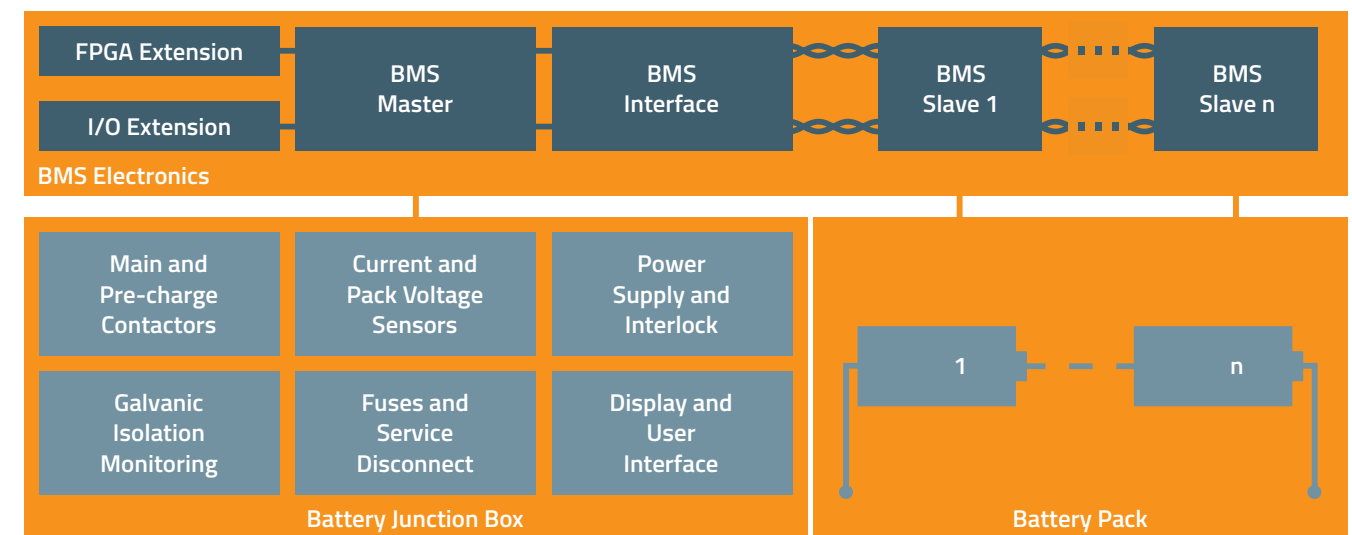 FPGA Extension
I/O Extension
BMS
Master
BMS
Interface
BMS
Slave 1
BMS
Slave n
BMS Electronics
Main and
Pre-charge
Contactors
Current and
Pack Voltage
Sensors
Power
Supply and
Interlock
Galvanic
Isolation
Monitoring
Fuses and
Service
Disconnect
Display and
User
Interface
Battery Junction Box
1
n
Battery Pack